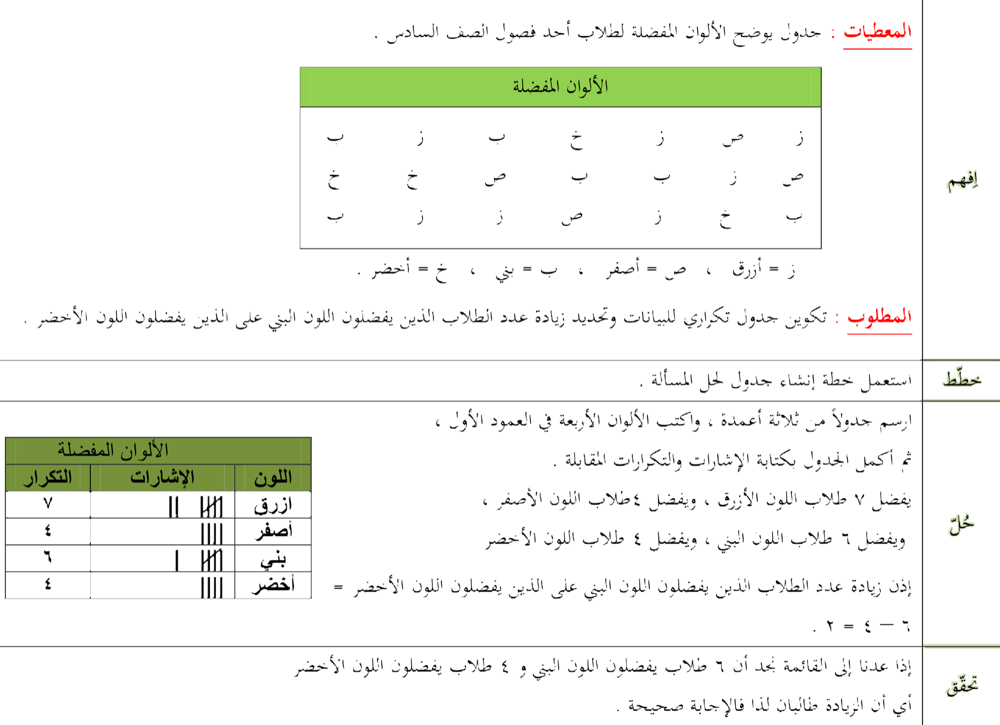 المعطيات : جدول يوضح الألوان المفضلة لطلاب أحد فصول الصف السادس .
الألوان المفضلة
ز ص ز خ ب ز ب
ص ز ب ب ص خ خ
ب خ ز ص ز ز ب
ز = أزرق ، ص = أصفر ، ب = بني ، خ = أخضر .
المطلوب : تكوين جدول تكراري للبيانات وتحديد زيادة عدد الطلاب الذين يفضلون اللون البني على الذين يفضلون اللون الأخضر .
اِفهم
استعمل خطة إنشاء جدول لحل المسألة .
خطّط
ارسم جدولاً من ثلاثة أعمدة ، واكتب الألوان الأربعة في العمود الأول ،
ثم أكمل الجدول بكتابة الإشارات والتكرارات المقابلة .
يفضل ٧ طلاب اللون الأزرق ، ويفضل ٤ طلاب اللون الأصفر ،
ويفضل ٦ طلاب اللون البني ، ويفضل ٤ طلاب اللون الأخضر
إذن زيادة عدد الطلاب الذين يفضلون اللون البني على الذين يفضلون اللون الأخضر =
٦ – ٤ = ٢ .
الألوان المفضلة
اللون الإشارات التكرار
ازرق ٧
أصفر ٤
بني ٦
أخضر ٤
حُلّ
إذا عدنا إلى القائمة نجد أن ٦ طلاب يفضلون اللون البني و ٤ طلاب يفضلون اللون الأخضر
أي أن الزيادة طالبان لذا فالإجابة صحيحة .
تحقّق